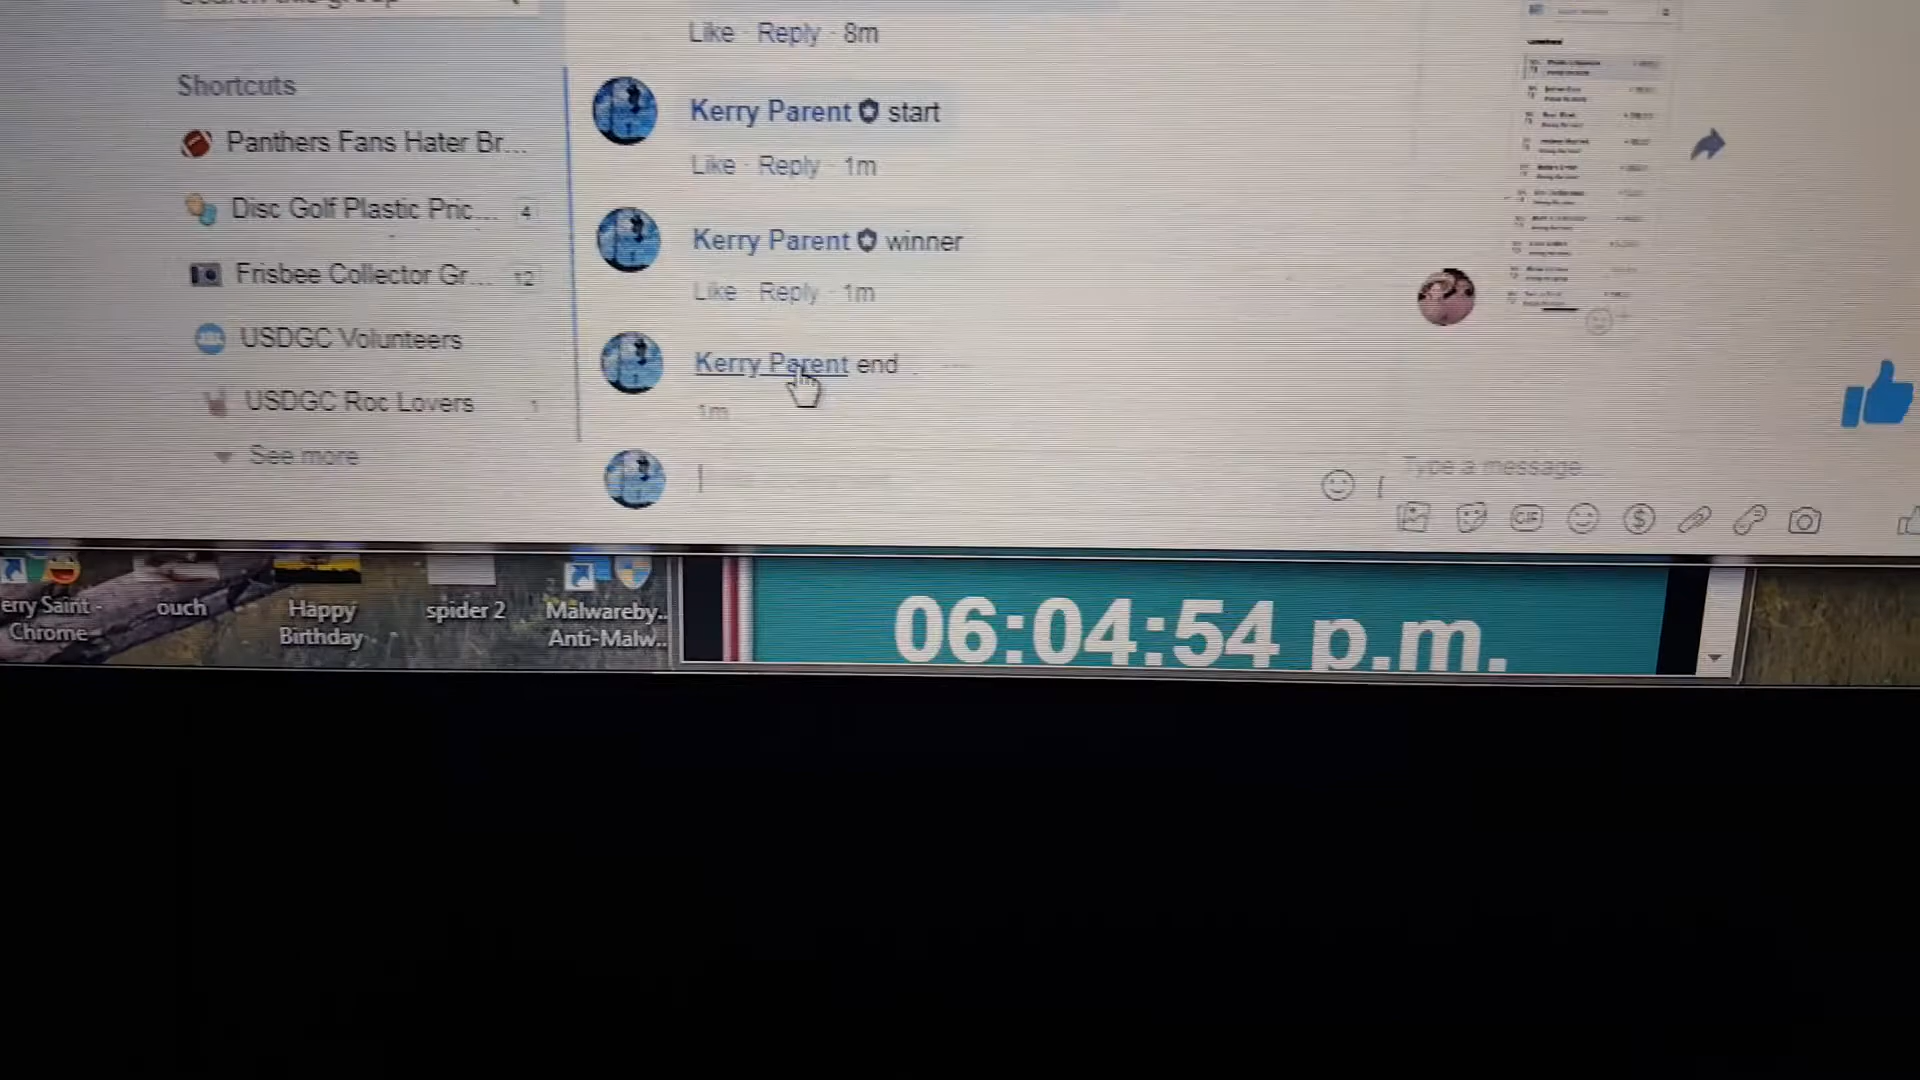 Like · Reply · 8m
Shortcuts
Panthers Fans Hater Br...
Disc Golf Plastic Pric... 4
Frisbee Collector Gr... 12
USDGC Volunteers
USDGC Roc Lovers 1
See more
Kerry Parent start
Like · Reply · 1m
Kerry Parent winner
Like · Reply · 1m
Kerry Parent end
1m
Type a message...
GIF
erry Saint -
Chrome
ouch
Happy
Birthday
spider 2
Malwareby...
Anti-Malw...
06:04:54 p.m.